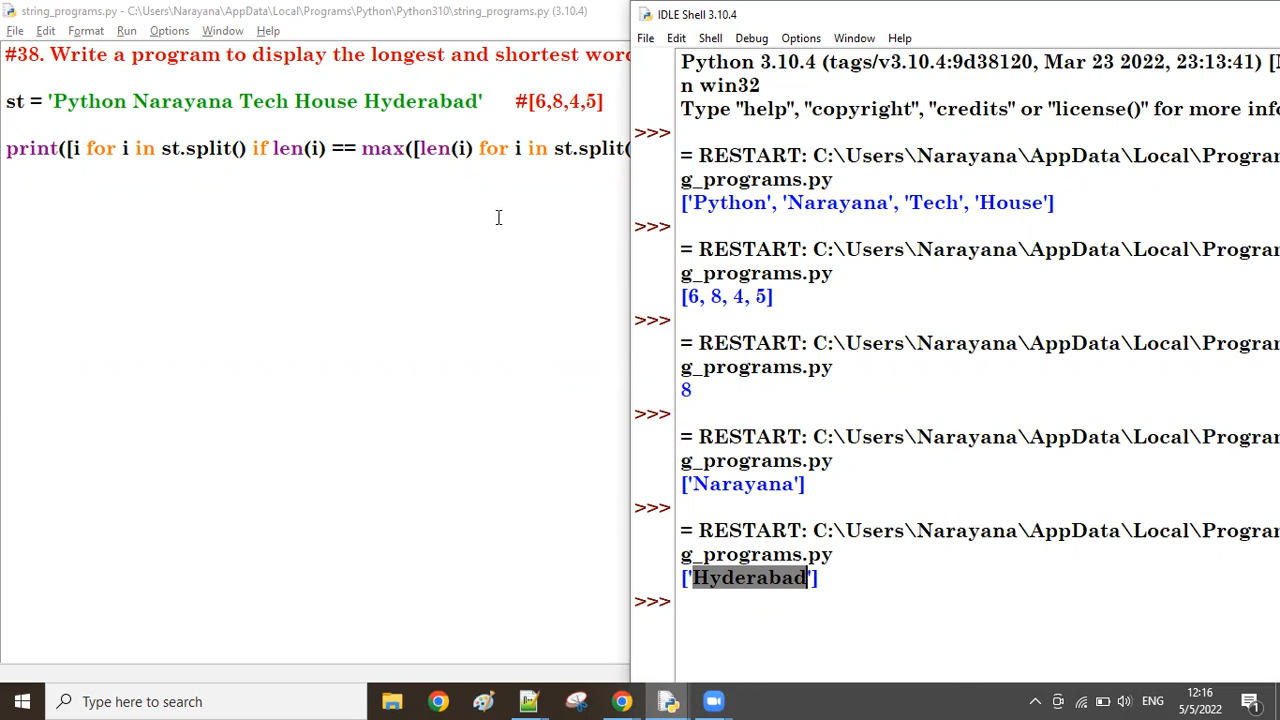 string_programs.py - C:\Users\Narayana\AppData\Local\Programs\Python\Python310\string_programs.py (3.10.4)
File Edit Format Run Options Window Help
#38. Write a program to display the longest and shortest wor
st = 'Python Narayana Tech House Hyderabad' #[6,8,4,5]
print([i for i in st.split() if len(i) == max([len(i) for i in st.split(
IDLE Shell 3.10.4
File Edit Shell Debug Options Window Help
Python 3.10.4 (tags/v3.10.4:9d38120, Mar 23 2022, 23:13:41) [
n win32
Type "help", "copyright", "credits" or "license()" for more info
>>>
= RESTART: C:\Users\Narayana\AppData\Local\Progra
g_programs.py
['Python', 'Narayana', 'Tech', 'House']
>>>
= RESTART: C:\Users\Narayana\AppData\Local\Progra
g_programs.py
[6, 8, 4, 5]
>>>
= RESTART: C:\Users\Narayana\AppData\Local\Progra
g_programs.py
8
>>>
= RESTART: C:\Users\Narayana\AppData\Local\Progra
g_programs.py
['Narayana']
>>>
= RESTART: C:\Users\Narayana\AppData\Local\Progra
g_programs.py
['Hyderabad']
>>>
Type here to search
ENG
12:16
5/5/2022
1